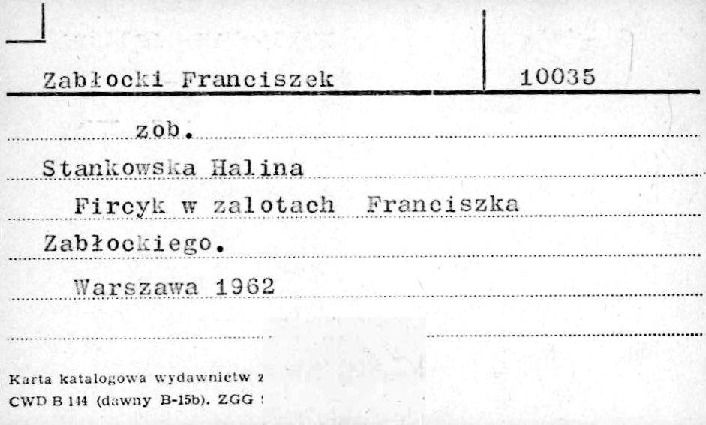 Zabłocki Franciszek 10035
zob.
Stankowska Halina
Fircyk w zalotach Franciszka
Zabłockiego.
Warszawa 1962
Karta katalogowa wydawnictw z
CWD B 144 (dawny B-15b). ZGG